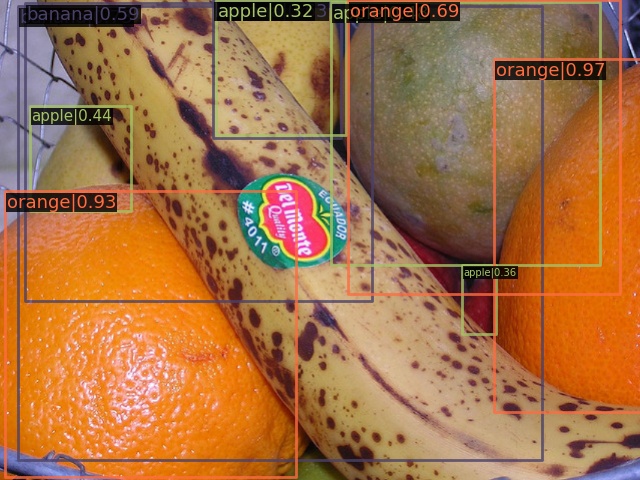 banana|0.59
apple|0.32
orange|0.69
orange|0.97
apple|0.44
orange|0.93
Del Monte
Quality
ECUADOR
#4011
®
apple|0.36